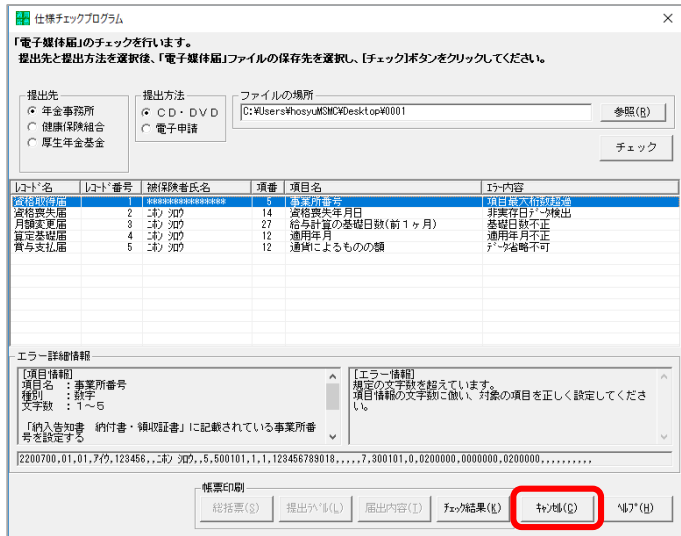 仕様チェックプログラム
「電子媒体届」のチェックを行います。
提出先と提出方法を選択後、「電子媒体届」ファイルの保存先を選択し、[チェック]ボタンをクリックしてください。
提出先 提出方法 ファイルの場所
年金事務所 CD・DVD C:¥Users¥hosyuMSMC¥Desktop¥0001 参照(R)
健康保険組合 電子申請
厚生年金基金
チェック
ﾚｺｰﾄﾞ名 ﾚｺｰﾄﾞ番号 被保険者氏名 項番 項目名 ｴﾗｰ内容
資格取得届 1 **************** 5 事業所番号 項目最大桁数超過
資格喪失届 2 ﾆﾎﾝ ｼﾞﾛｳ 14 資格喪失年月日 非実存日ﾃﾞｰﾀ検出
月額変更届 3 ﾆﾎﾝ ｼﾞﾛｳ 27 給与計算の基礎日数(前1ヶ月) 基礎日数不正
算定基礎届 4 ﾆﾎﾝ ｼﾞﾛｳ 12 適用年月 適用年月不正
賞与支払届 5 ﾆﾎﾝ ｼﾞﾛｳ 12 通貨によるものの額 ﾃﾞｰﾀ省略不可
エラー詳細情報
[項目情報]
項目名 ：事業所番号
種別 ：数字
文字数 ：1～5
「納入告知書 納付書・領収証書」に記載されている事業所番号を設定する
[エラー情報]
規定の文字数を超えています。
項目情報の文字数に倣い、対象の項目を正しく設定してください。
2200700,01,01,ｱｲｳ,123456,,ﾆﾎﾝ ｼﾞﾛｳ,,5,500101,1,1,123456789018,,,,,7,300101,0,0200000,0000000,0200000,,,,,,,,,,
帳票印刷
総括票(S) 提出ﾗﾍﾞﾙ(L) 届出内容(I) ﾁｪｯｸ結果(K) ｷｬﾝｾﾙ(C) ﾍﾙﾌﾟ(H)